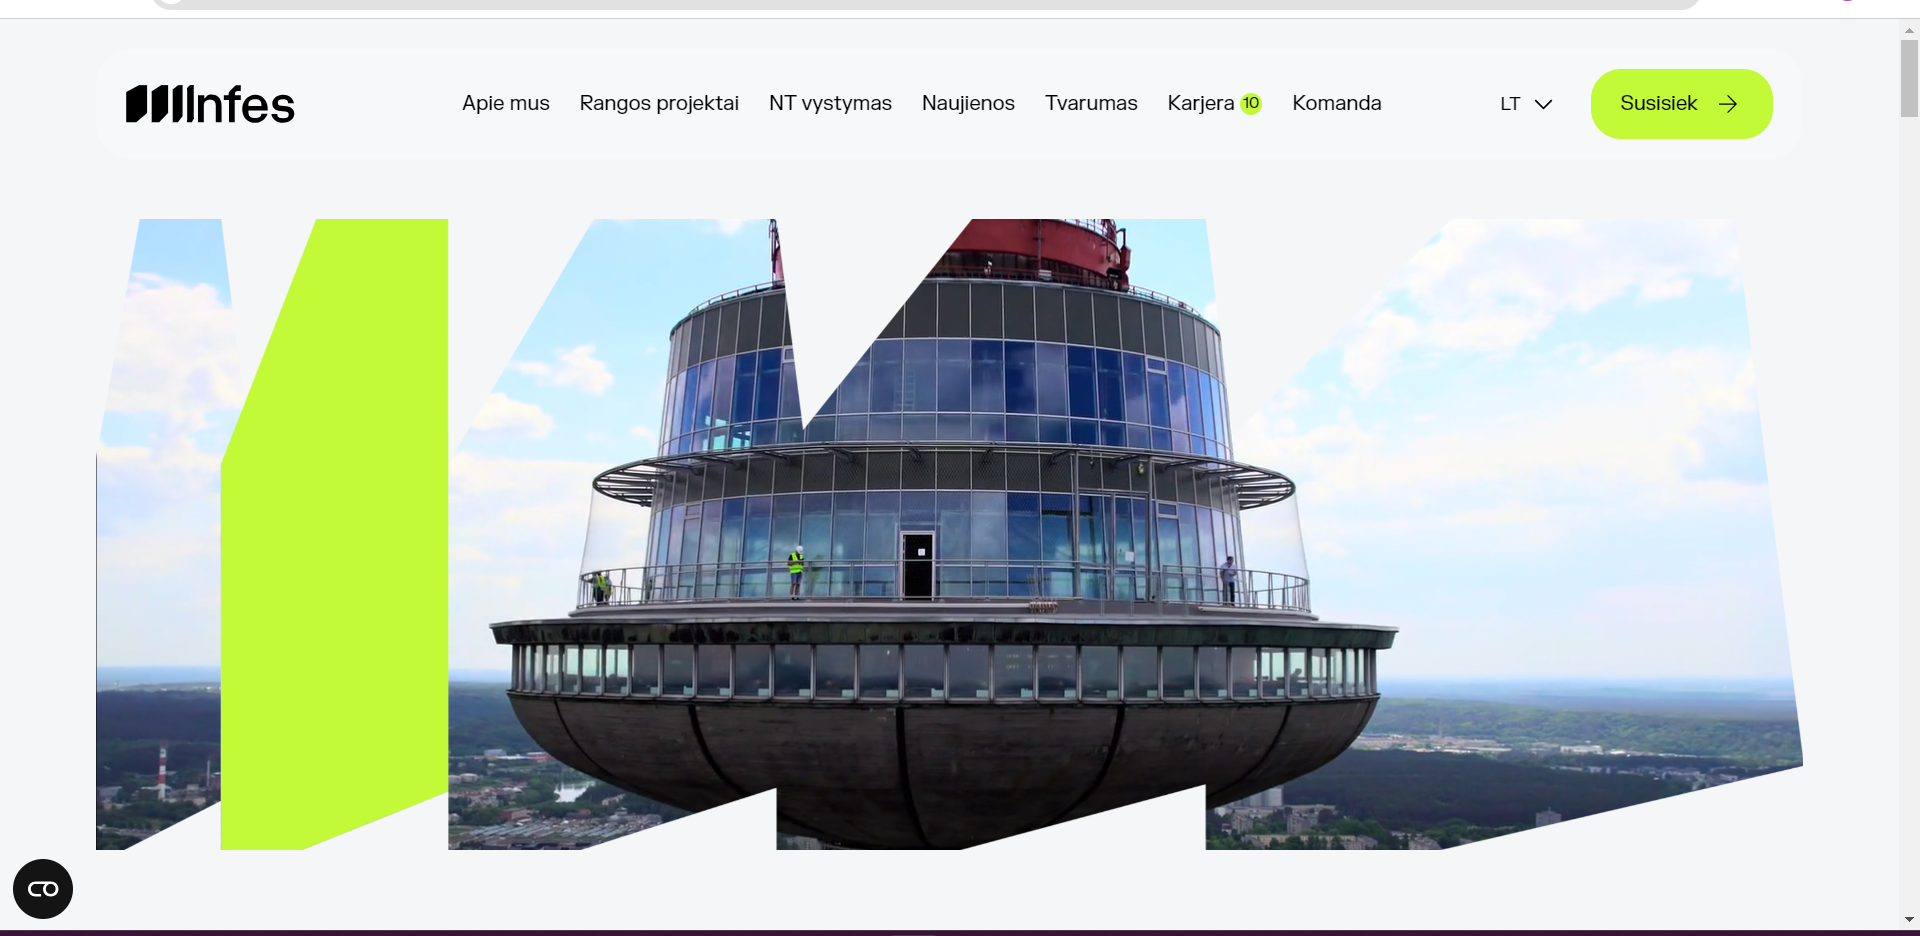 Infes
Apie mus
Rangos projektai
NT vystymas
Naujienos
Tvarumas
Karjera 10
Komanda
LT
Susisiek